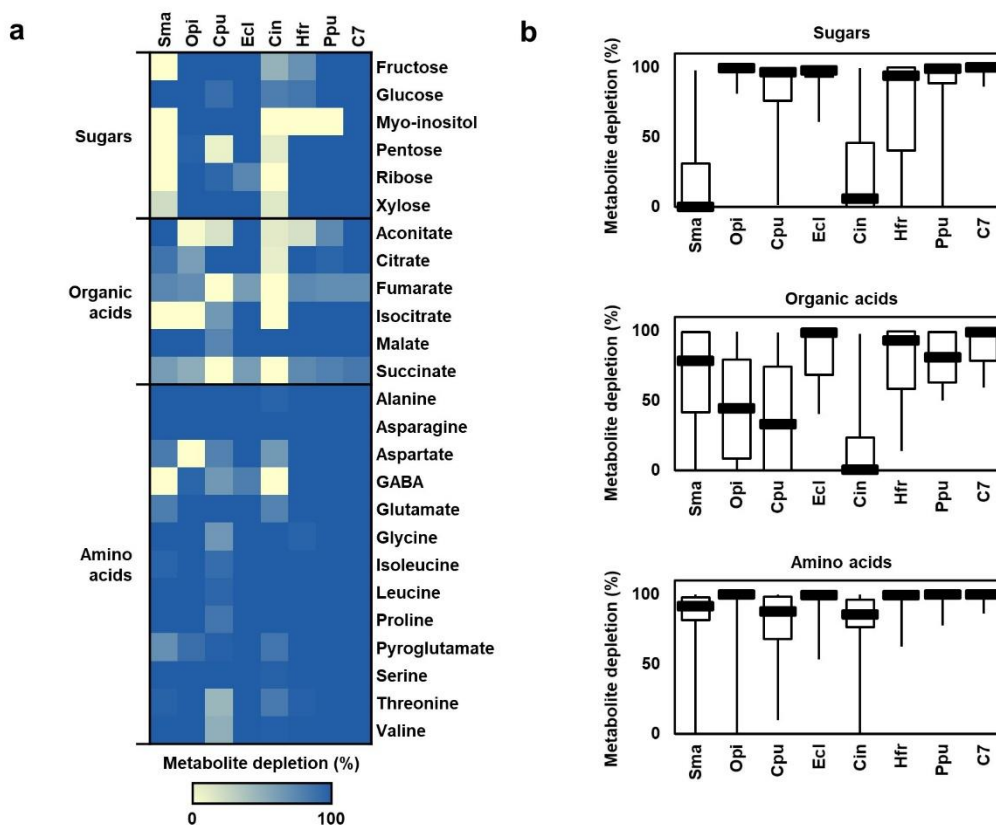 a
Sma Opi Cpu Ecl Cin Hfr Ppu C7
Sugars
Fructose
Glucose
Myo-inositol
Pentose
Ribose
Xylose
Organic
acids
Aconitate
Citrate
Fumarate
Isocitrate
Malate
Succinate
Amino
acids
Alanine
Asparagine
Aspartate
GABA
Glutamate
Glycine
Isoleucine
Leucine
Proline
Pyroglutamate
Serine
Threonine
Valine
Metabolite depletion (%)
0 100
b
Sugars
Metabolite depletion (%)
100
50
0
Sma Opi Cpu Ecl Cin Hfr Ppu C7
Organic acids
Metabolite depletion (%)
100
50
0
Sma Opi Cpu Ecl Cin Hfr Ppu C7
Amino acids
Metabolite depletion (%)
100
50
0
Sma Opi Cpu Ecl Cin Hfr Ppu C7